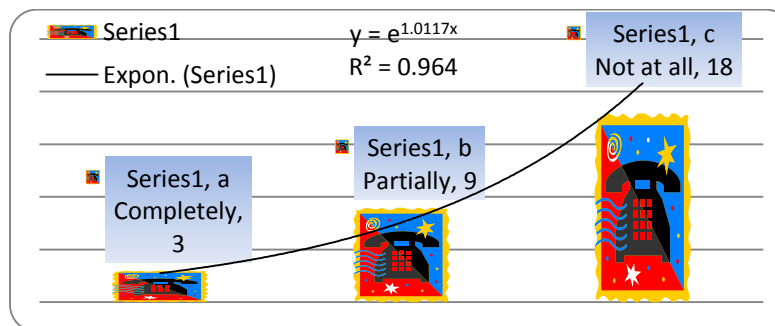 Series1
Expon. (Series1)
y = e^1.0117x
R² = 0.964
Series1, c
Not at all, 18
Series1, b
Partially, 9
Series1, a
Completely,
3